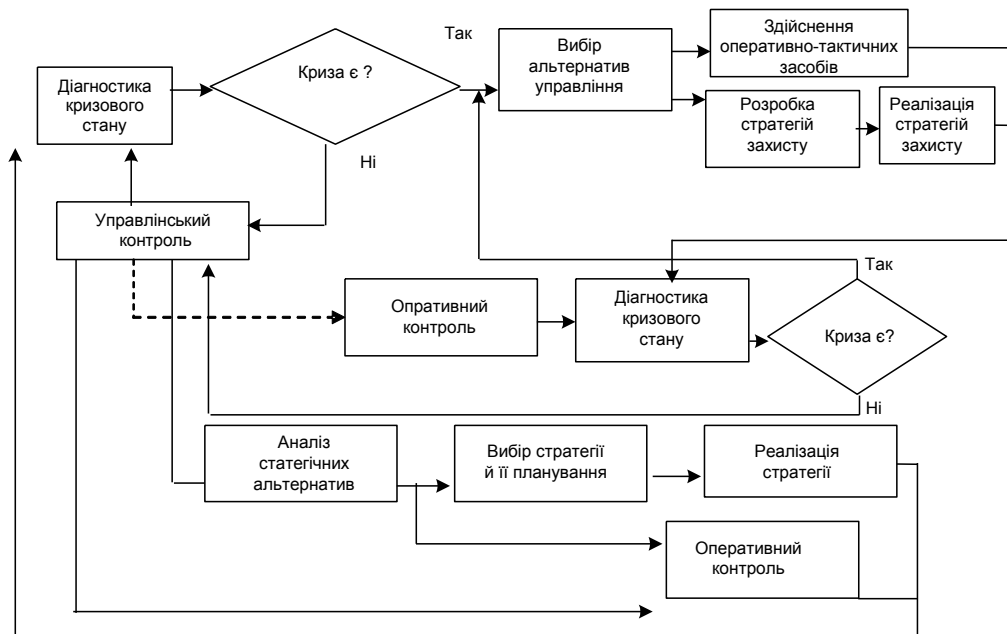 Діагностика
кризового
стану
Криза є ?
Так
Ні
Вибір
альтернатив
управління
Здійснення
оперативно-тактичних
засобів
Розробка
стратегій
захисту
Реалізація
стратегій
захисту
Управлінський
контроль
Опративний
контроль
Діагностика
кризового
стану
Так
Криза є?
Ні
Аналіз
статегічних
альтернатив
Вибір стратегії
й її планування
Реалізація
стратегії
Оперативний
контроль